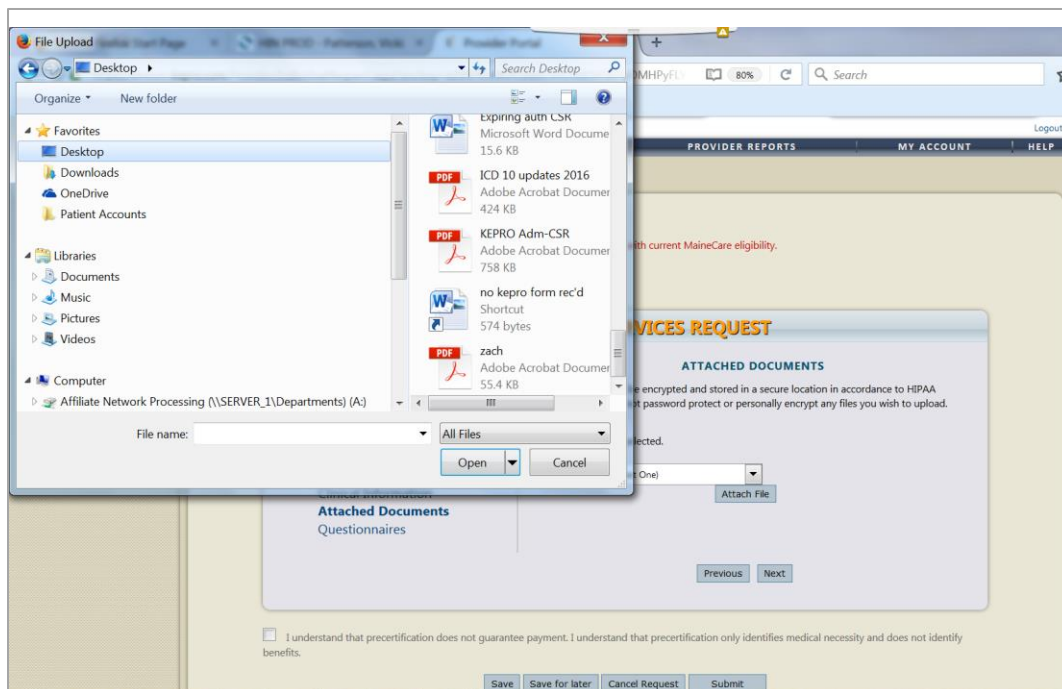 File Upload
Desktop
Search Desktop
80%
Search
Organize
New folder
Logout
PROVIDER REPORTS
MY ACCOUNT
HELP
Favorites
Desktop
Downloads
OneDrive
Patient Accounts
Libraries
Documents
Music
Pictures
Videos
Computer
Affiliate Network Processing (\\SERVER_1\Departments) (A:)
Expiring auth CSR
Microsoft Word Docume
15.6 KB
PDF
ICD 10 updates 2016
Adobe Acrobat Documer
424 KB
PDF
KEPRO Adm-CSR
Adobe Acrobat Documer
758 KB
no kepro form rec'd
Shortcut
574 bytes
PDF
zach
Adobe Acrobat Documer
55.4 KB
File name:
All Files
Open
Cancel
with current MaineCare eligibility.
VICES REQUEST
ATTACHED DOCUMENTS
e encrypted and stored in a secure location in accordance to HIPAA
ot password protect or personally encrypt any files you wish to upload.
lected.
t One)
Attach File
Clinical Information
Attached Documents
Questionnaires
Previous
Next
I understand that precertification does not guarantee payment. I understand that precertification only identifies medical necessity and does not identify
benefits.
Save
Save for later
Cancel Request
Submit